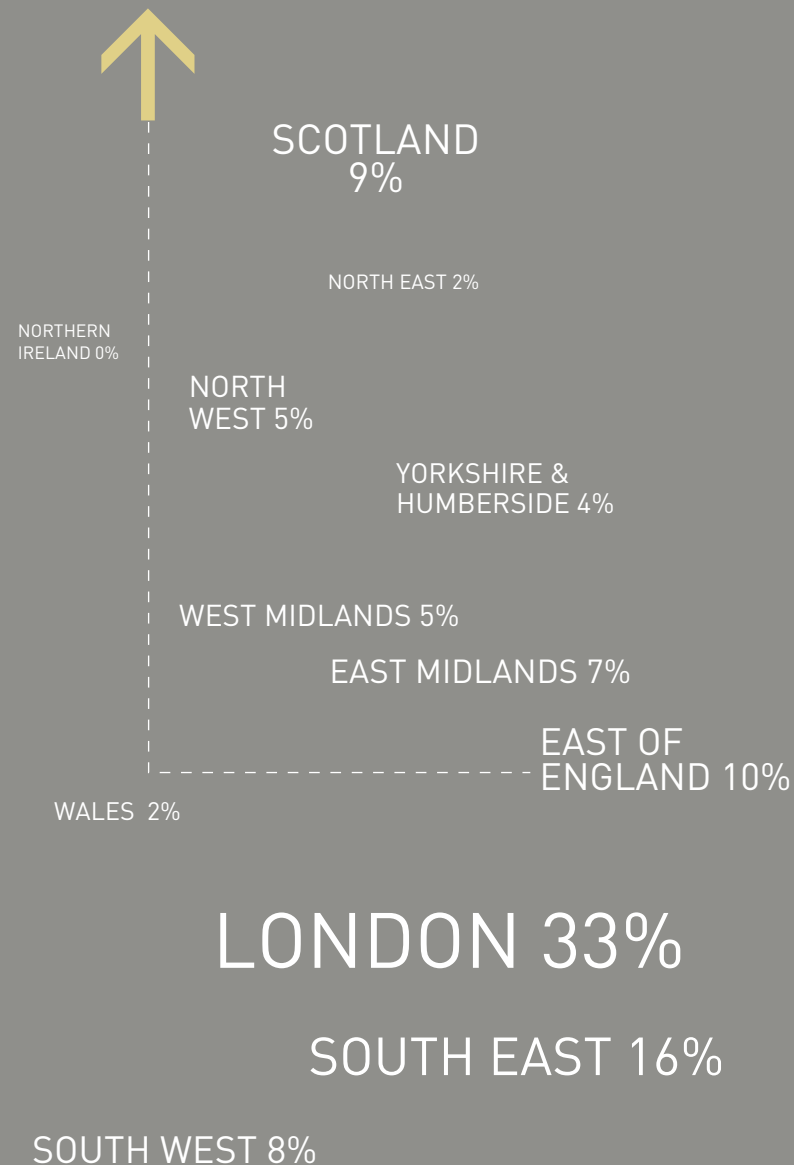 SCOTLAND
9%
NORTH EAST 2%
NORTHERN
IRELAND 0%
NORTH
WEST 5%
YORKSHIRE &
HUMBERSIDE 4%
WEST MIDLANDS 5%
EAST MIDLANDS 7%
EAST OF
ENGLAND 10%
WALES 2%
LONDON 33%
SOUTH EAST 16%
SOUTH WEST 8%